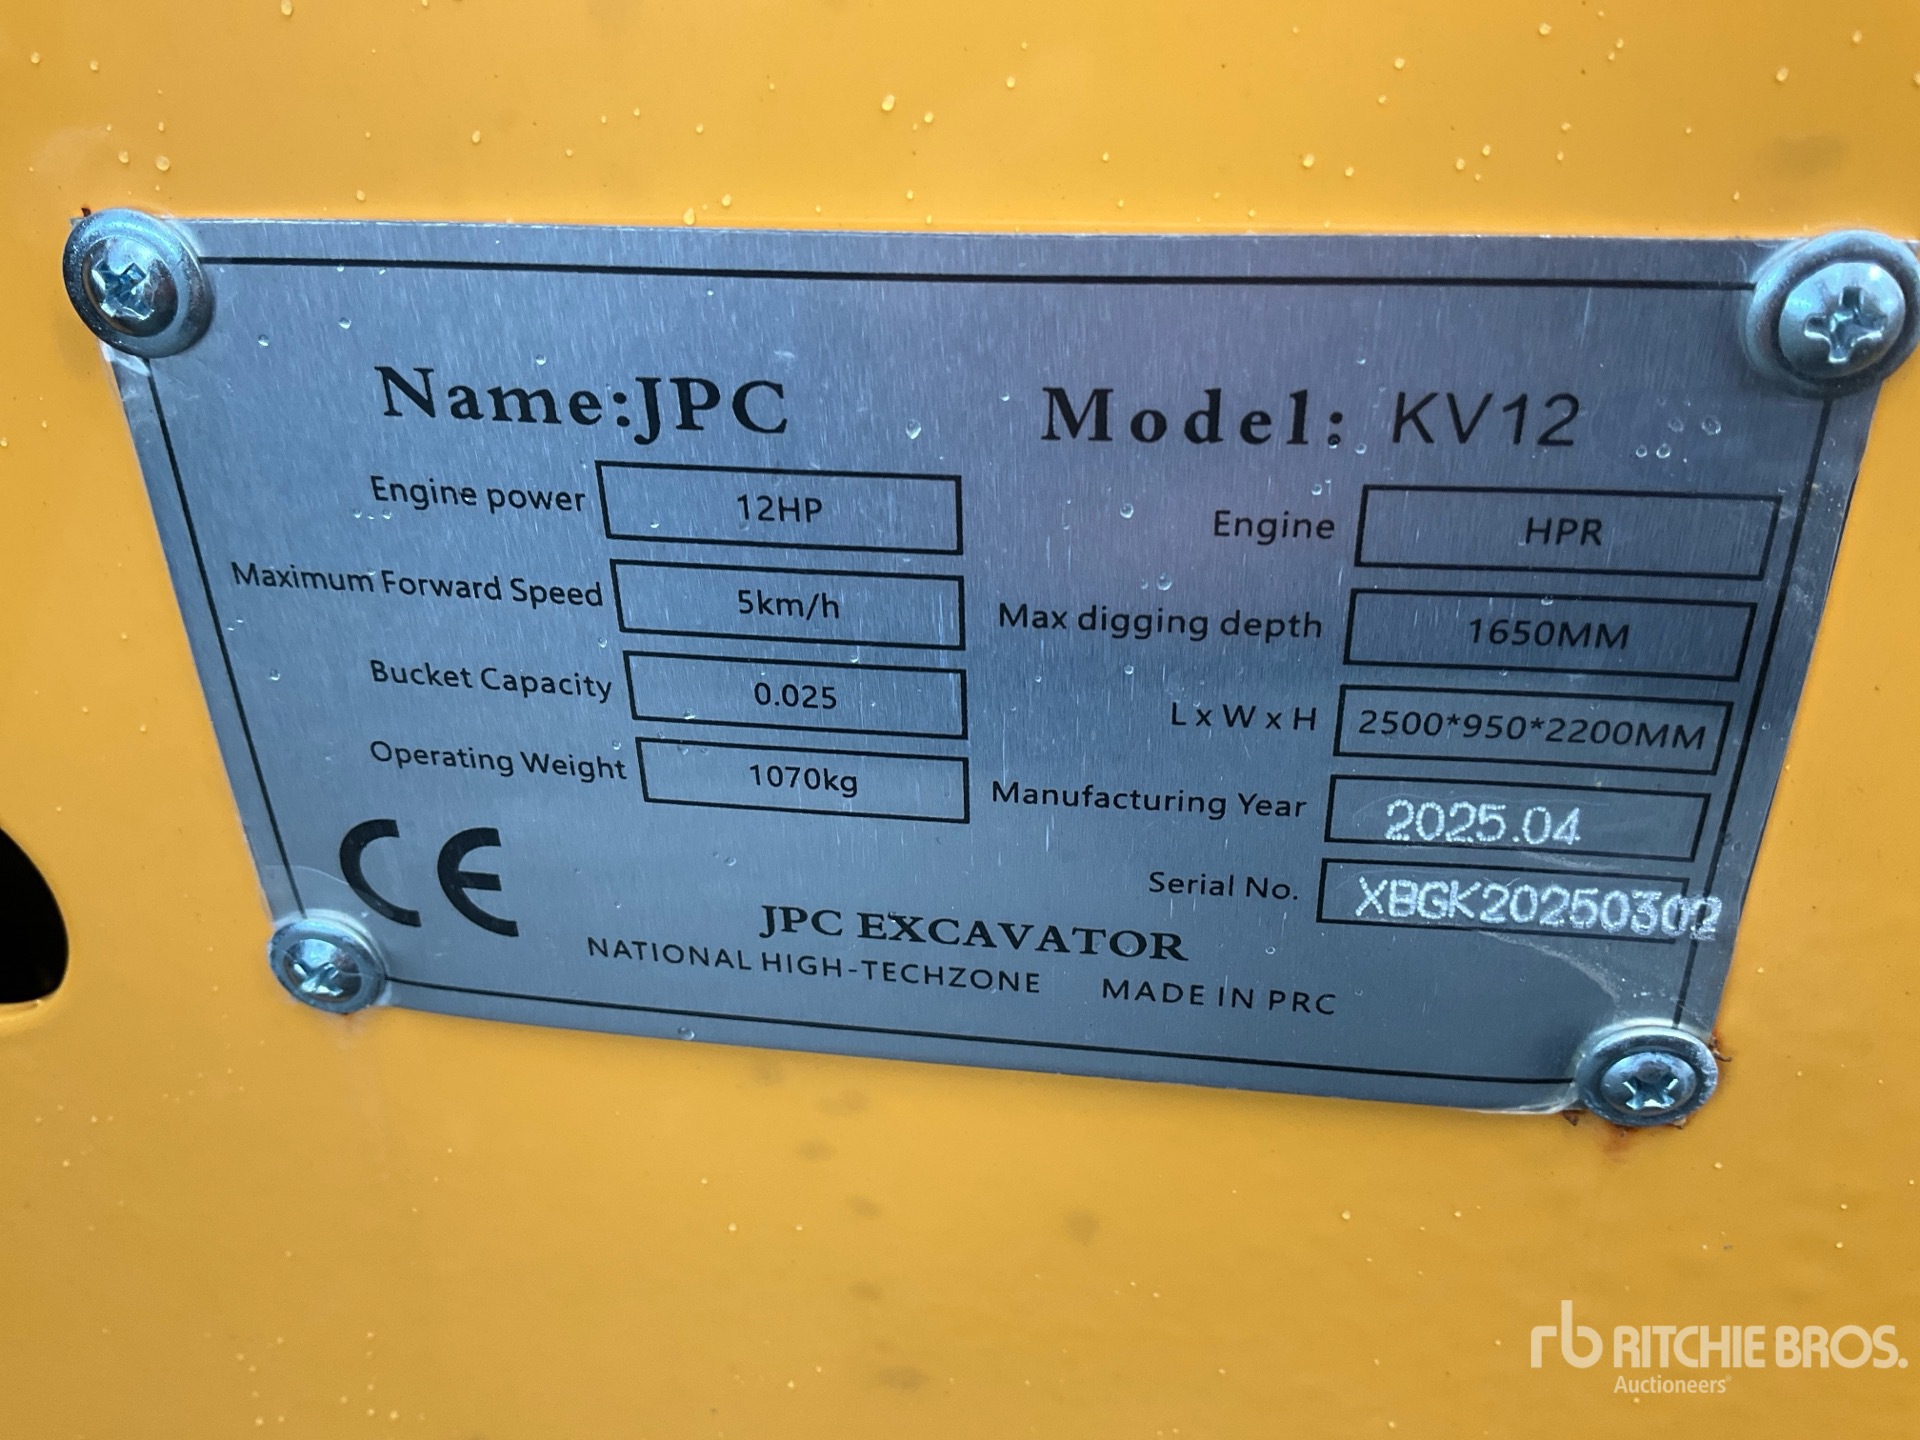 Name:JPC Model: KV12
Engine power 12HP Engine HPR
Maximum Forward Speed 5km/h Max digging depth 1650MM
Bucket Capacity 0.025 L x W x H 2500*950*2200MM
Operating Weight 1070kg Manufacturing Year 2025.04
CE Serial No. XBGK20250302
JPC EXCAVATOR
NATIONAL HIGH-TECHZONE MADE IN PRC
rb RITCHIE BROS.
Auctioneers